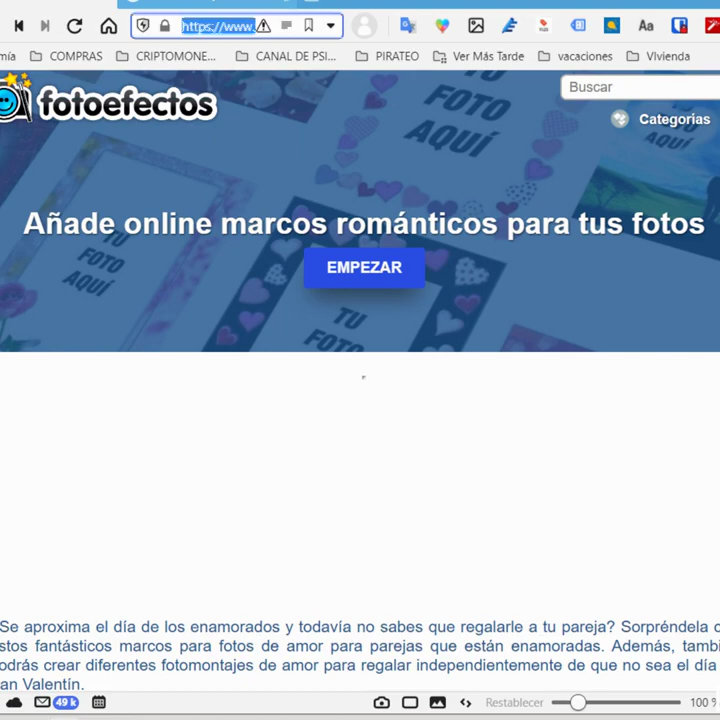 https://www.
mía COMPRAS CRIPTOMONE... CANAL DE PSI... PIRATEO Ver Más Tarde vacaciones VIvienda
fotoefectos
Buscar
Categorías
TU
FOTO
AQUÍ
AQUÍ
Añade online marcos románticos para tus fotos
TU
FOTO
AQUÍ
EMPEZAR
TU
FOTO
Se aproxima el día de los enamorados y todavía no sabes que regalarle a tu pareja? Sorpréndela c
stos fantásticos marcos para fotos de amor para parejas que están enamoradas. Además, tambi
odrás crear diferentes fotomontajes de amor para regalar independientemente de que no sea el día
an Valentín.
49 k Restablecer 100 %